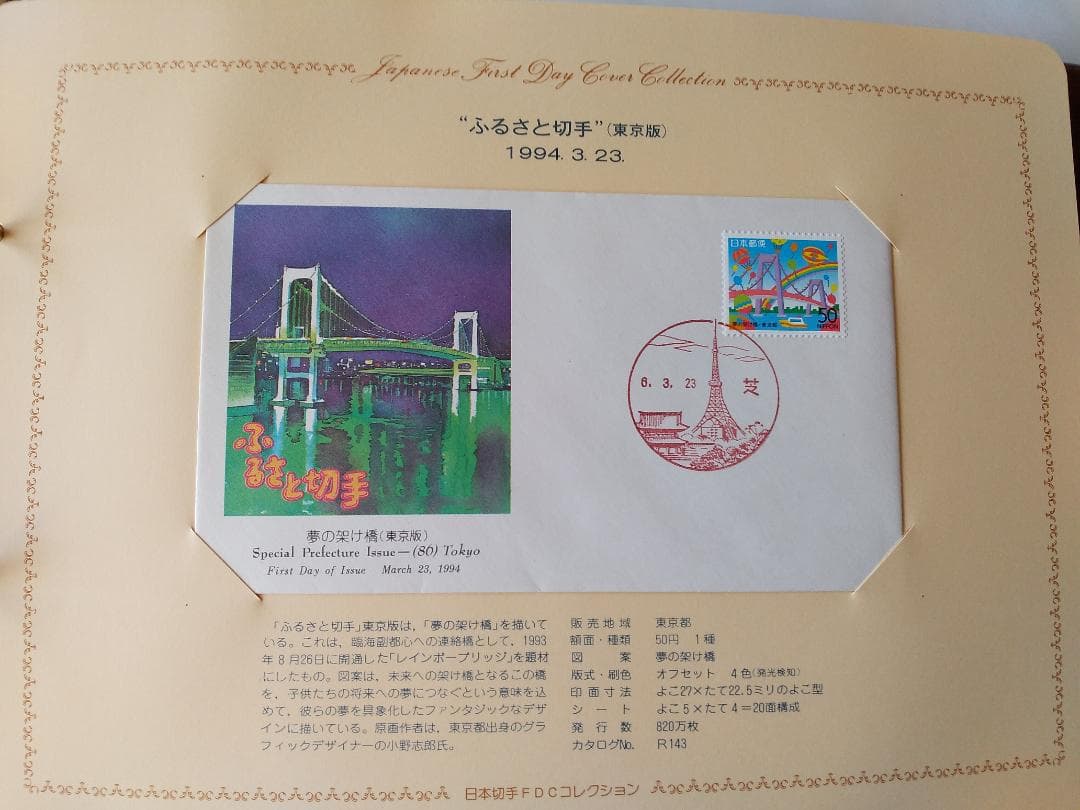 Japanese First Day Cover Collection
“ふるさと切手”(東京版)
1994. 3. 23.
日本郵便
夢の架け橋・東京都
50
NIPPON
6. 3. 23
芝
ふるさと切手
夢の架け橋(東京版)
Special Prefecture Issue—(86) Tokyo
First Day of Issue March 23, 1994
「ふるさと切手」東京版は,「夢の架け橋」を描いて
いる。これは, 臨海副都心への連絡橋として, 1993
年8月26日に開通した「レインボーブリッジ」を題材
にしたもの。図案は, 未来への架け橋となるこの橋
を, 子供たちの将来への夢につなぐという意味を込
めて, 彼らの夢を具象化したファンタジックなデザ
インに描いている。原画作者は, 東京都出身のグラ
フィックデザイナーの小野志郎氏。
販売地域 東京都
額面・種類 50円 1種
図案 夢の架け橋
版式・刷色 オフセット 4色(発光検知)
印面寸法 よこ27×たて22.5ミリのよこ型
シート よこ5×たて4=20面構成
発行数 820万枚
カタログNo. R143
日本切手FDCコレクション